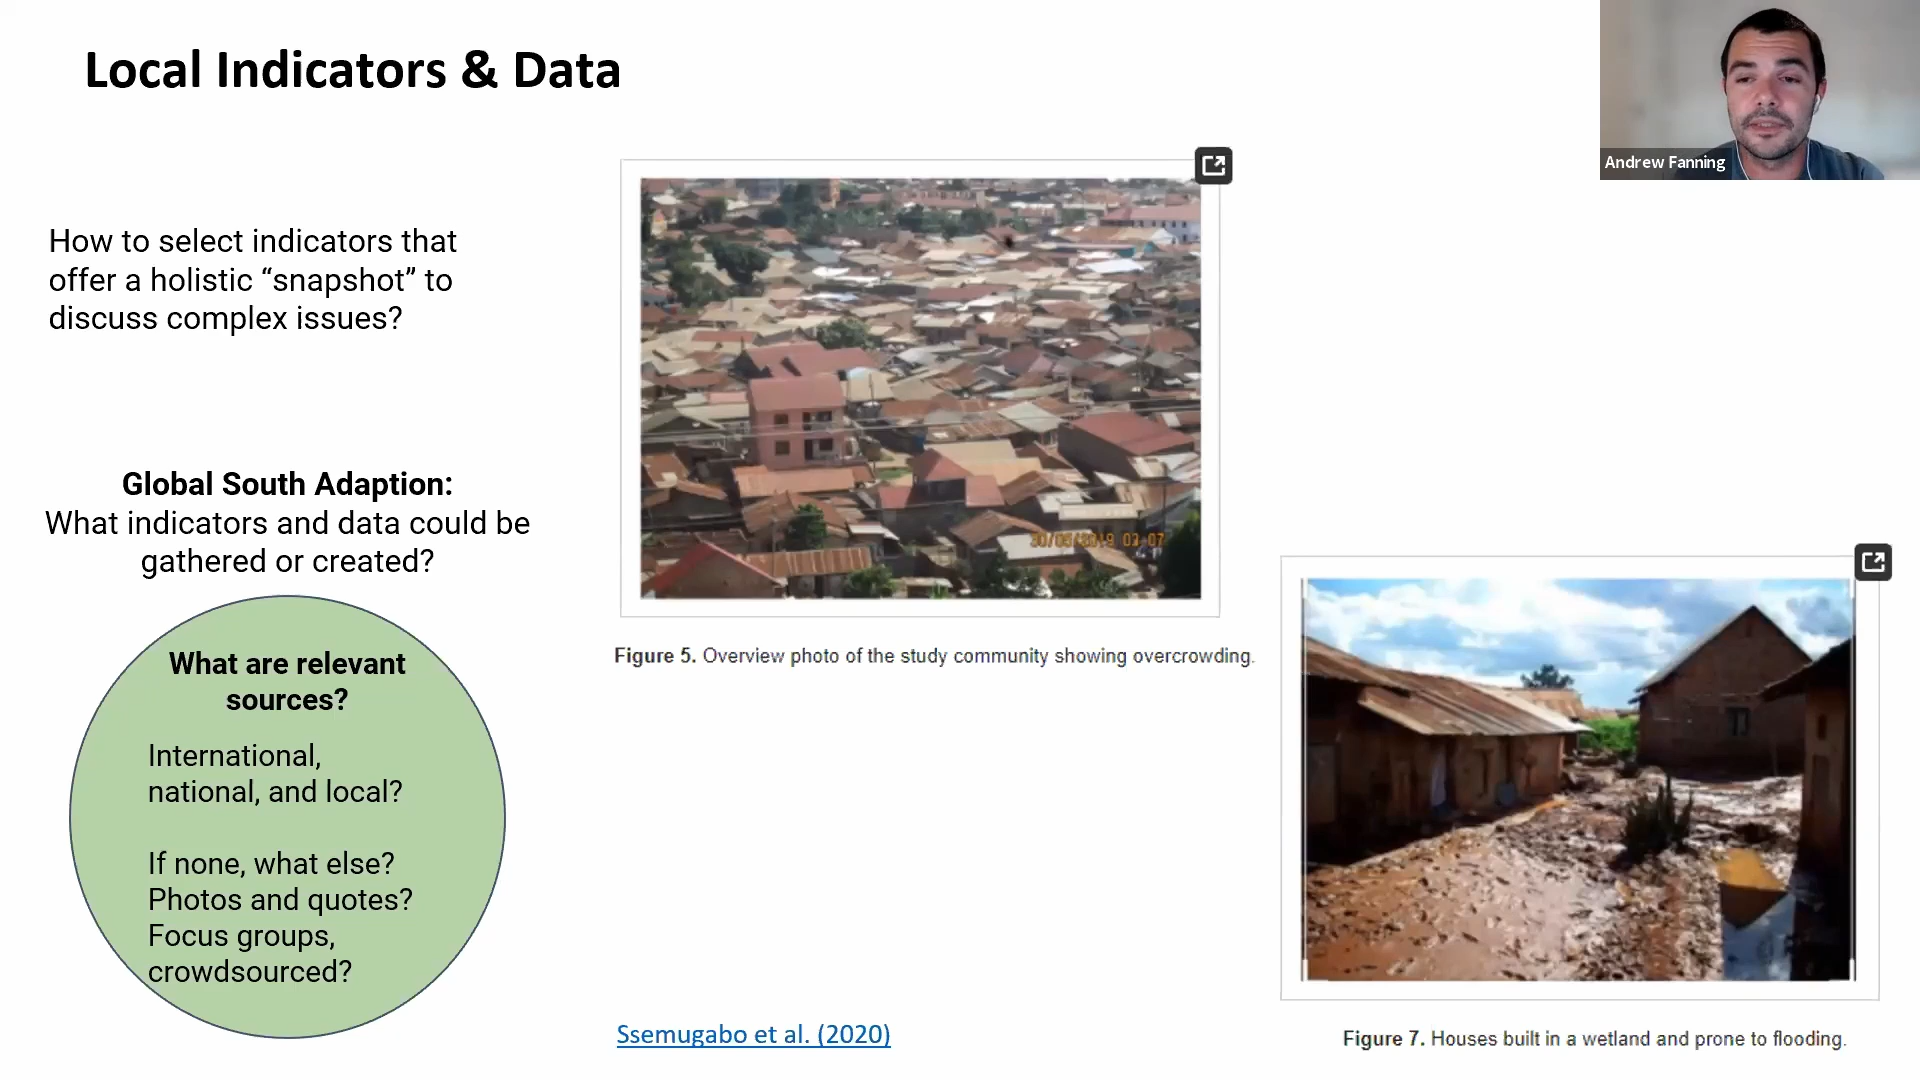 Local Indicators & Data
Andrew Fanning
How to select indicators that
offer a holistic “snapshot” to
discuss complex issues?
Global South Adaption:
What indicators and data could be
gathered or created?
What are relevant
sources?
International,
national, and local?
If none, what else?
Photos and quotes?
Focus groups,
crowdsourced?
Figure 5. Overview photo of the study community showing overcrowding.
Ssemugabo et al. (2020)
Figure 7. Houses built in a wetland and prone to flooding.